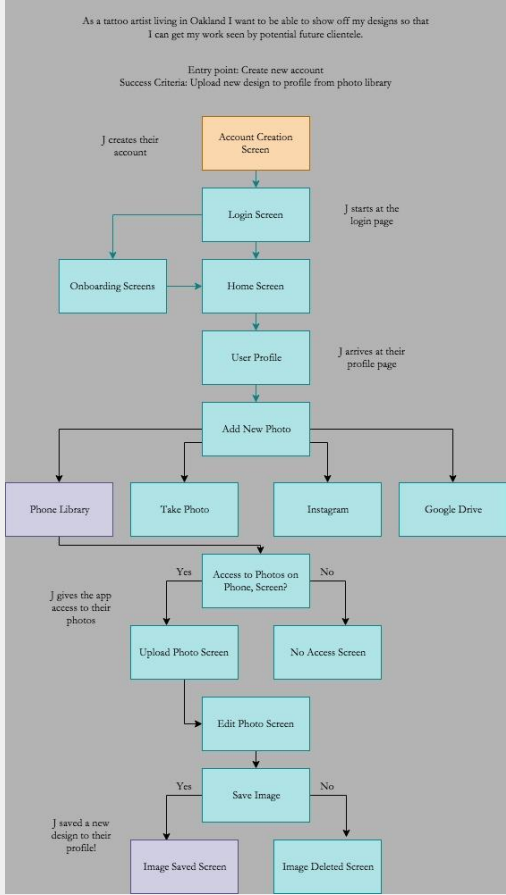 As a tattoo artist living in Oakland I want to be able to show off my designs so that
I can get my work seen by potential future clientele.
Entry point: Create new account
Success Criteria: Upload new design to profile from photo library
J creates their
account
Account Creation
Screen
Login Screen
J starts at the
login page
Onboarding Screens
Home Screen
User Profile
J arrives at their
profile page
Add New Photo
Phone Library
Take Photo
Instagram
Google Drive
Yes
Access to Photos on
Phone, Screen?
No
J gives the app
access to their
photos
Upload Photo Screen
No Access Screen
Edit Photo Screen
Yes
Save Image
No
J saved a new
design to their
profile!
Image Saved Screen
Image Deleted Screen